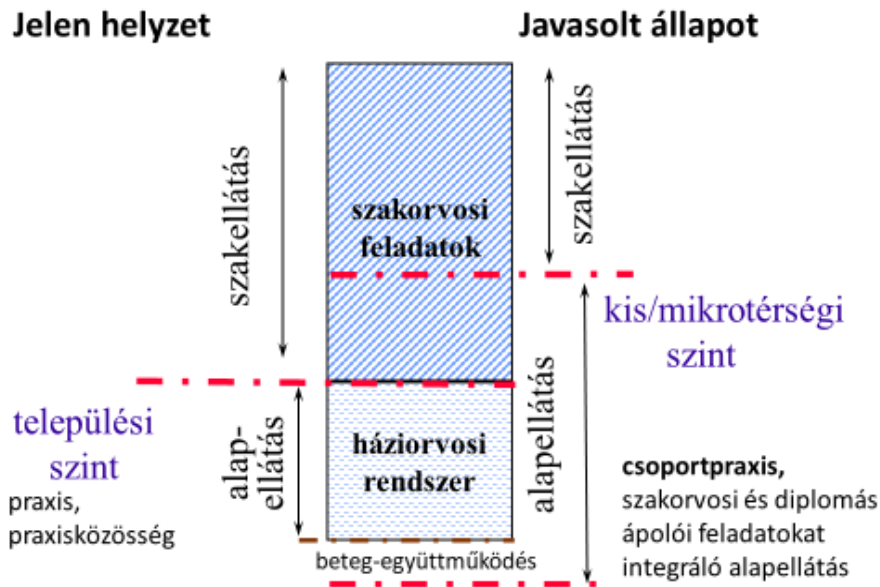 Jelen helyzet
Javasolt állapot
szakellátás
szakorvosi
feladatok
szakellátás
kis/mikrotérségi
szint
települési
szint
praxis,
praxisközösség
alap-
ellátás
háziorvosi
rendszer
alapellátás
csoportpraxis,
szakorvosi és diplomás
ápolói feladatokat
integráló alapellátás
beteg-együttműködés